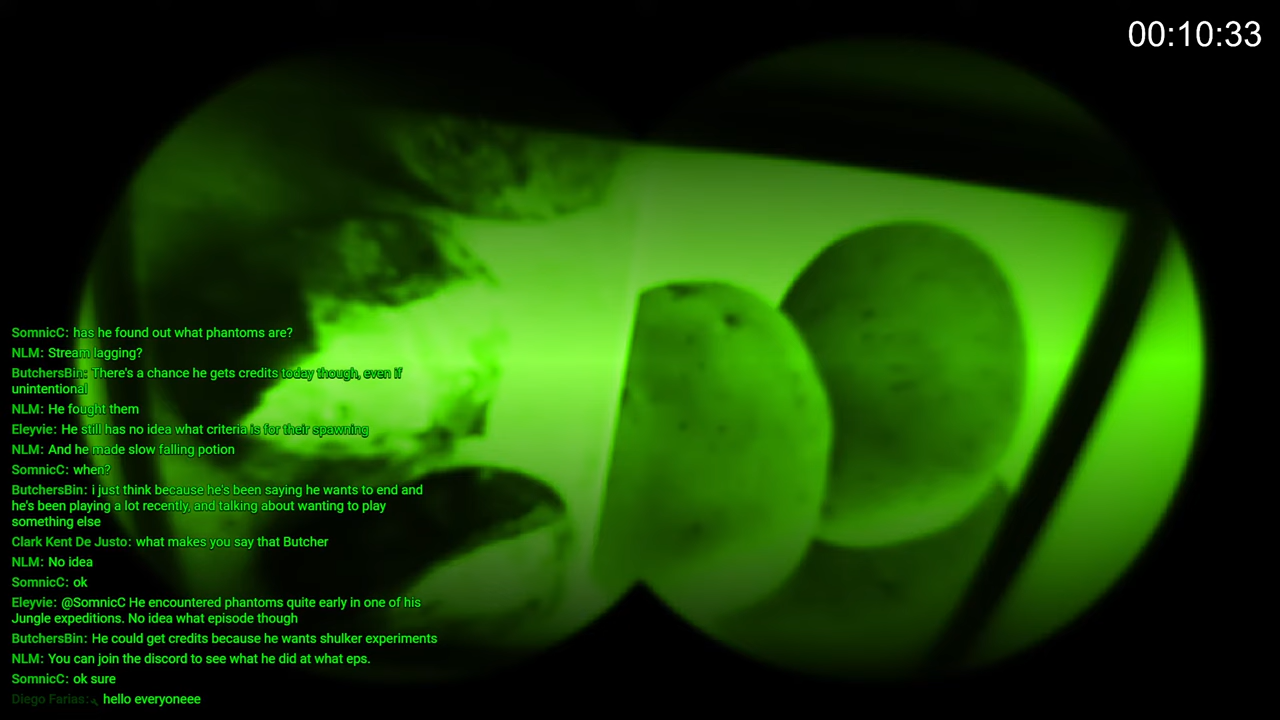 00:10:33
SomnicC: has he found out what phantoms are?
NLM: Stream lagging?
ButchersBin: There's a chance he gets credits today though, even if
unintentional
NLM: He fought them
Eleyvie: He still has no idea what criteria is for their spawning
NLM: And he made slow falling potion
SomnicC: when?
ButchersBin: i just think because he's been saying he wants to end and
he's been playing a lot recently, and talking about wanting to play
something else
Clark Kent De Justo: what makes you say that Butcher
NLM: No idea
SomnicC: ok
Eleyvie: @SomnicC He encountered phantoms quite early in one of his
Jungle expeditions. No idea what episode though
ButchersBin: He could get credits because he wants shulker experiments
NLM: You can join the discord to see what he did at what eps.
SomnicC: ok sure
Diego Farias: hello everyoneee